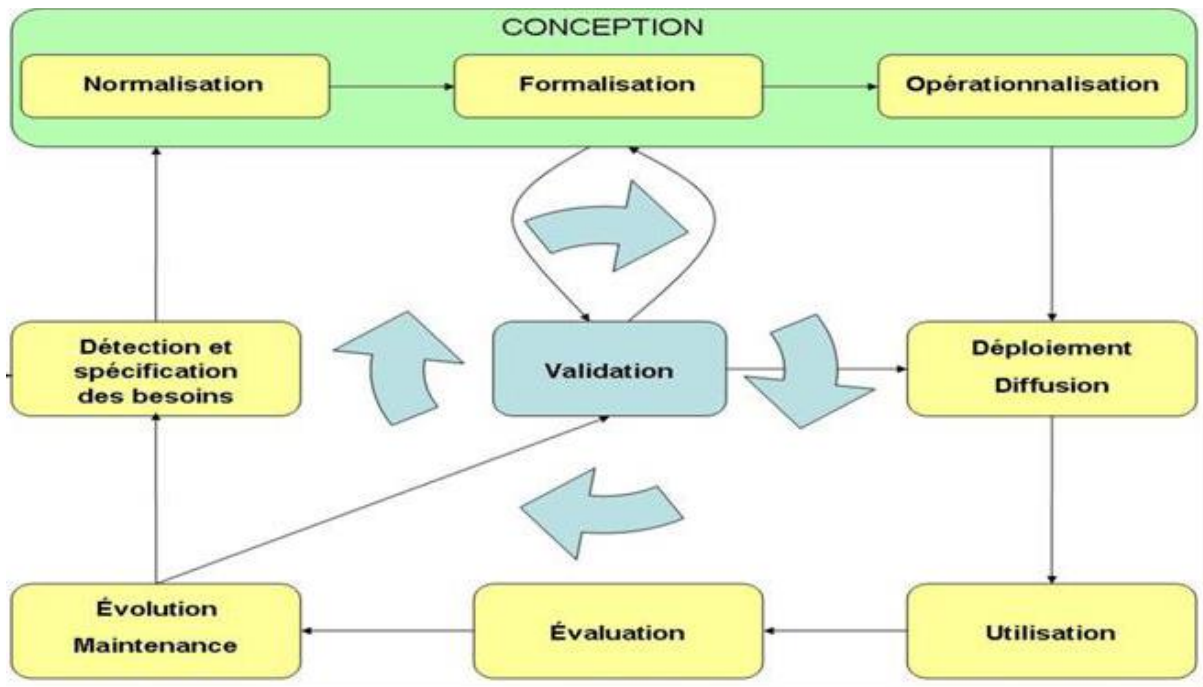 CONCEPTION
Normalisation
Formalisation
Opérationnalisation
Détection et
spécification
des besoins
Validation
Déploiement
Diffusion
Évolution
Maintenance
Évaluation
Utilisation